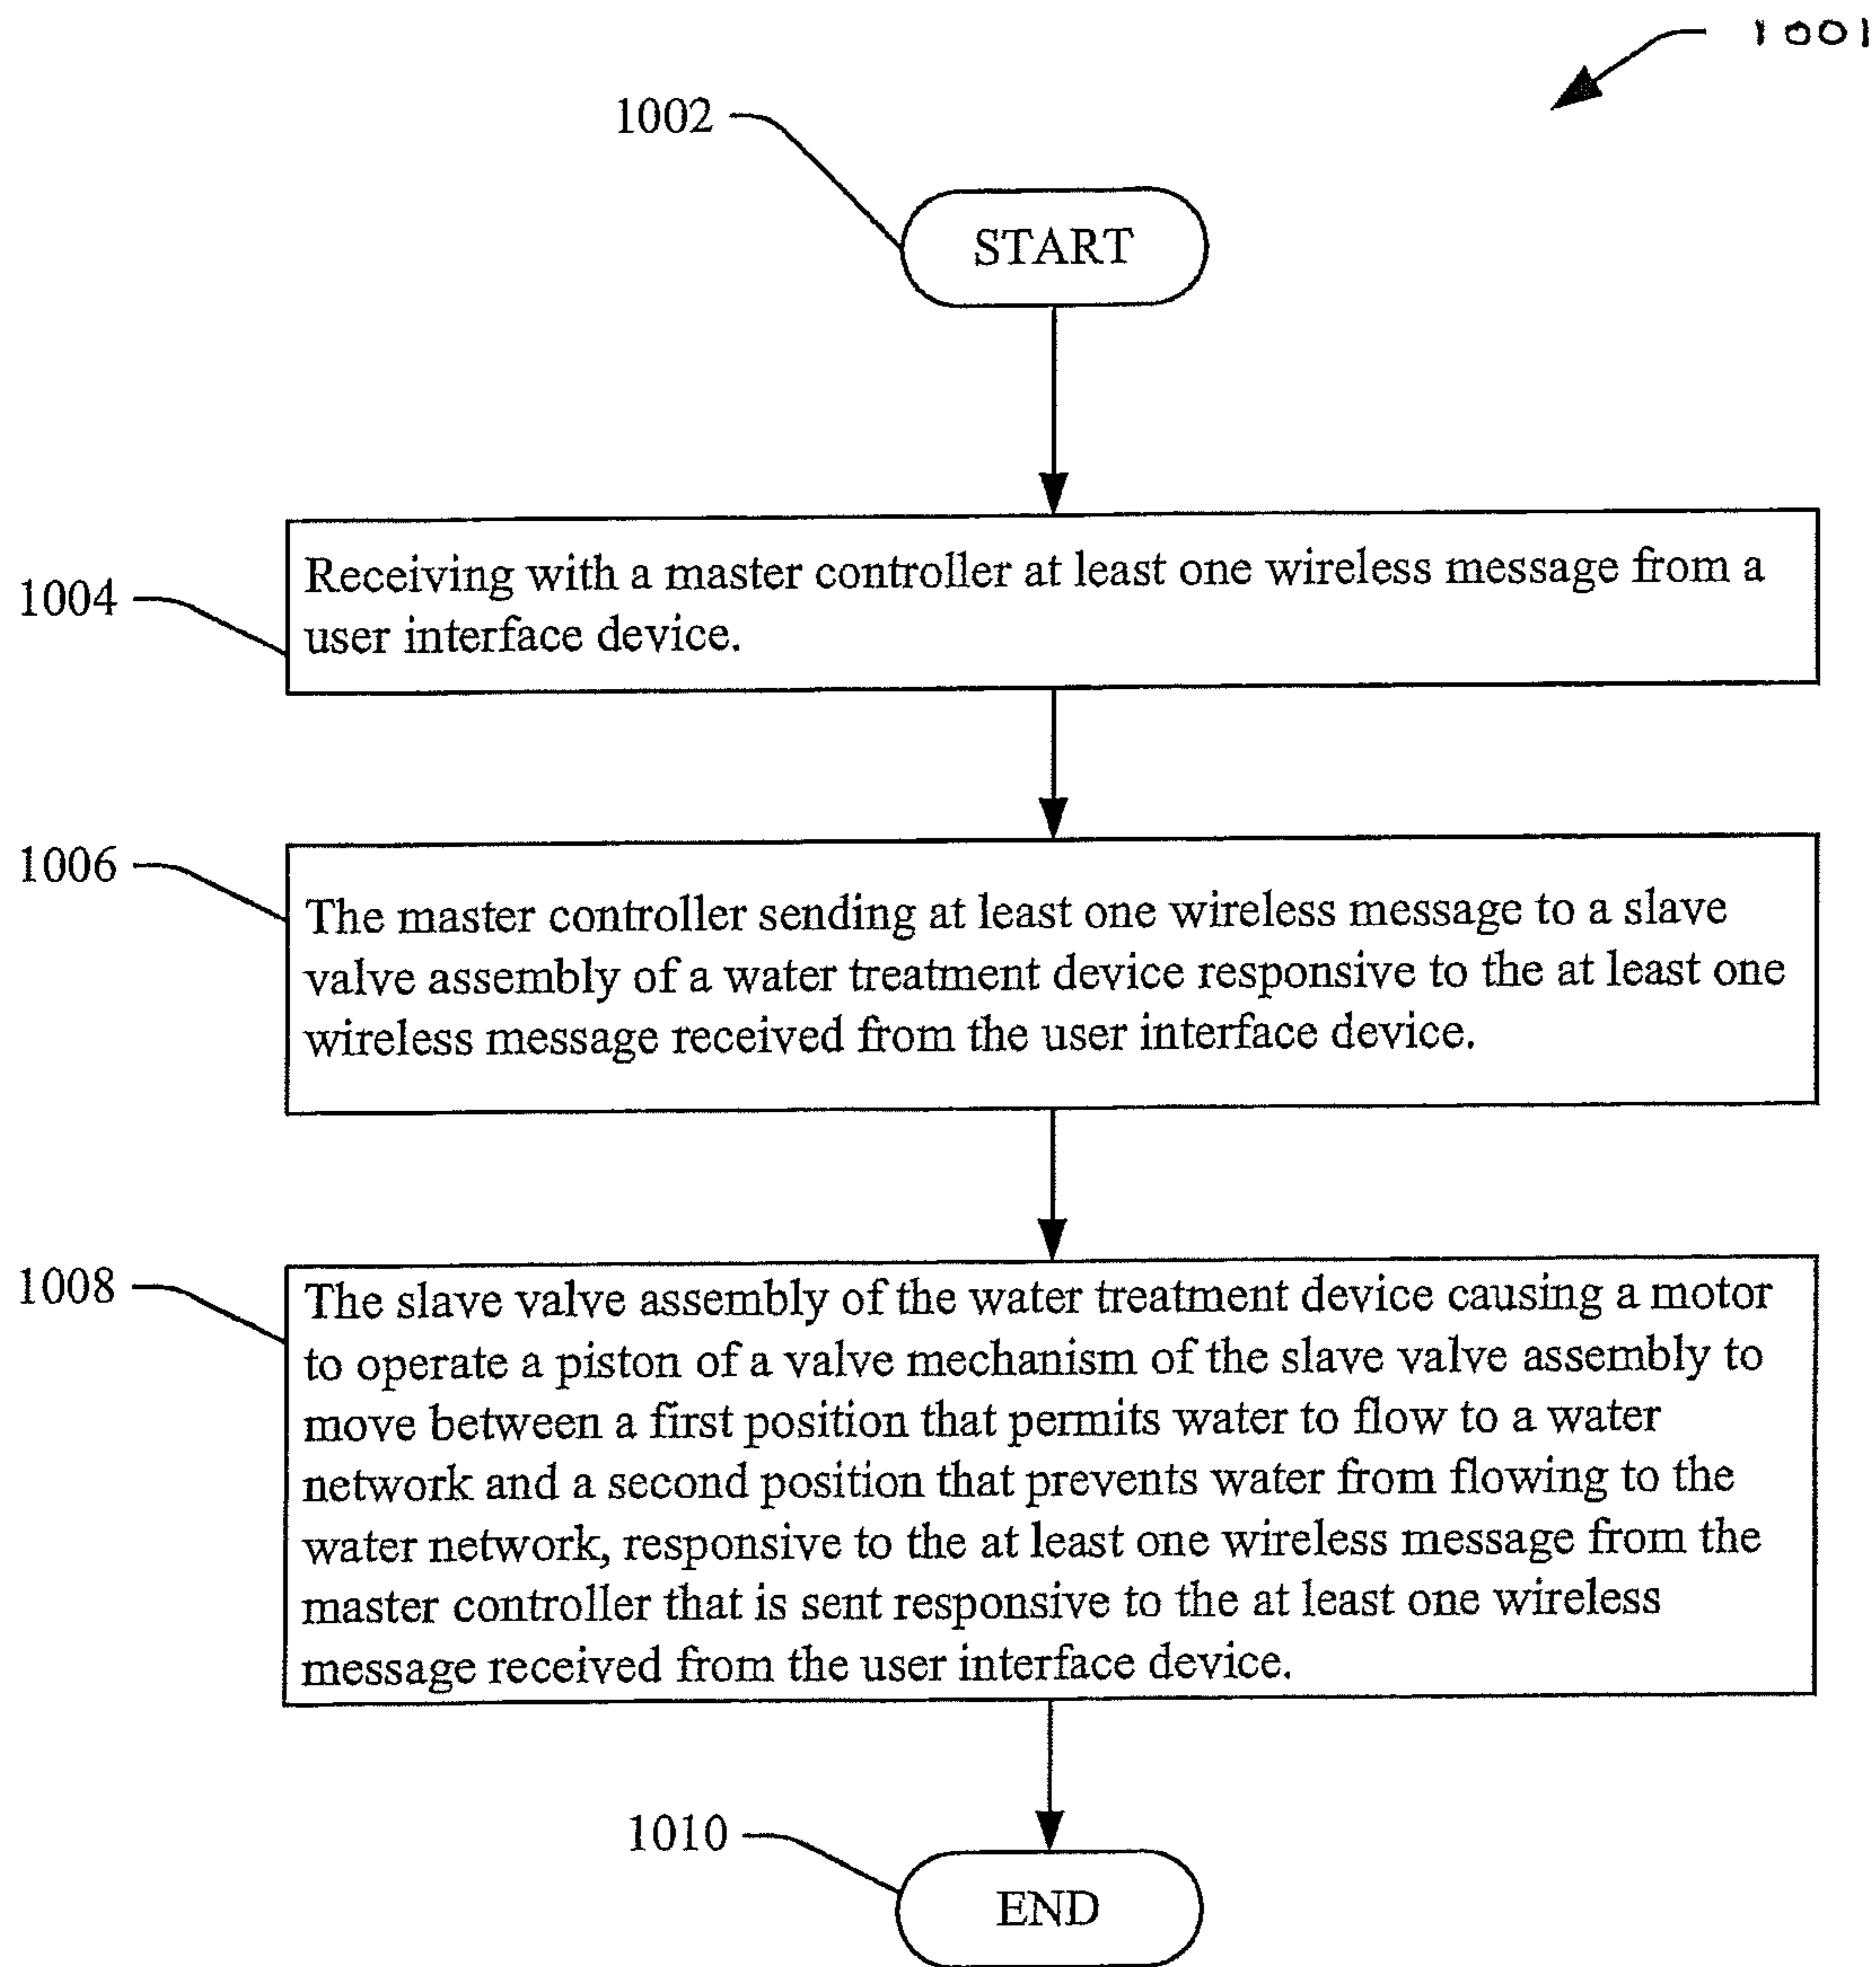 1001
1002
START
1004
Receiving with a master controller at least one wireless message from a
user interface device.
1006
The master controller sending at least one wireless message to a slave
valve assembly of a water treatment device responsive to the at least one
wireless message received from the user interface device.
1008
The slave valve assembly of the water treatment device causing a motor
to operate a piston of a valve mechanism of the slave valve assembly to
move between a first position that permits water to flow to a water
network and a second position that prevents water from flowing to the
water network, responsive to the at least one wireless message from the
master controller that is sent responsive to the at least one wireless
message received from the user interface device.
1010
END